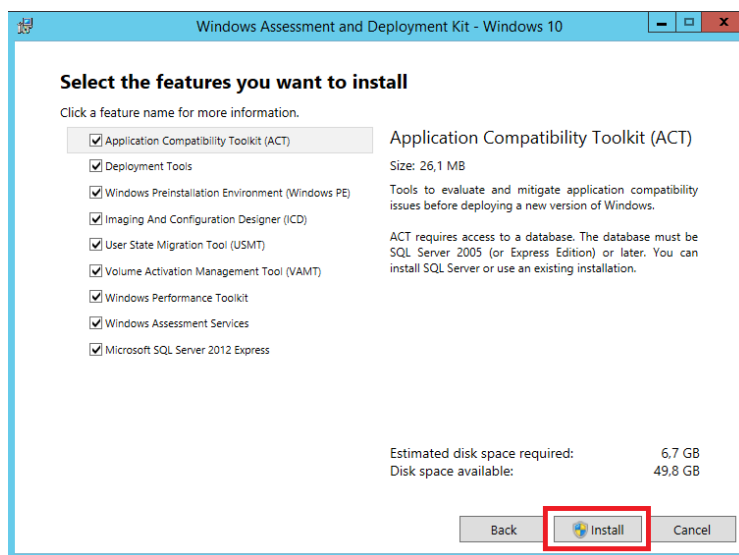 Windows Assessment and Deployment Kit - Windows 10
Select the features you want to install
Click a feature name for more information.
Application Compatibility Toolkit (ACT)
Deployment Tools
Windows Preinstallation Environment (Windows PE)
Imaging And Configuration Designer (ICD)
User State Migration Tool (USMT)
Volume Activation Management Tool (VAMT)
Windows Performance Toolkit
Windows Assessment Services
Microsoft SQL Server 2012 Express
Application Compatibility Toolkit (ACT)
Size: 26,1 MB
Tools to evaluate and mitigate application compatibility
issues before deploying a new version of Windows.
ACT requires access to a database. The database must be
SQL Server 2005 (or Express Edition) or later. You can
install SQL Server or use an existing installation.
Estimated disk space required: 6,7 GB
Disk space available: 49,8 GB
Back Install Cancel